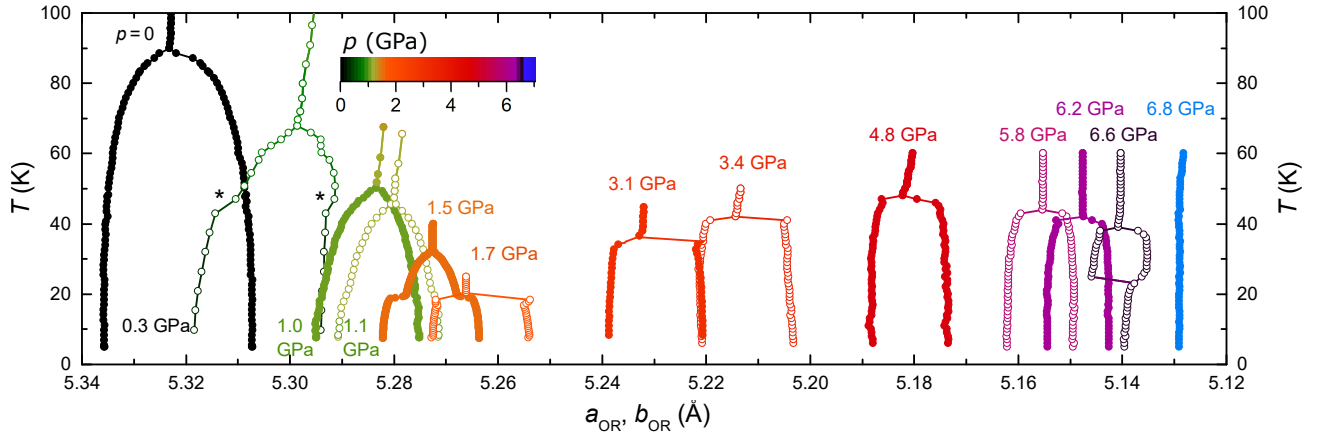 100
80
60
40
20
0
T (K)
p = 0
p (GPa)
0 2 4 6
0.3 GPa
*
*
1.0
GPa
1.1
GPa
1.5 GPa
1.7 GPa
3.1 GPa
3.4 GPa
4.8 GPa
5.8 GPa
6.2 GPa
6.6 GPa
6.8 GPa
100
80
60
40
20
0
T (K)
5.34 5.32 5.30 5.28 5.26 5.24 5.22 5.20 5.18 5.16 5.14 5.12
a_OR, b_OR (Å)